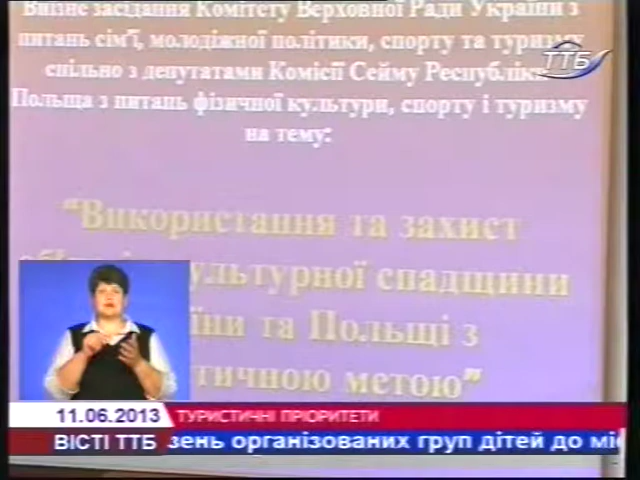 Виїзне засідання Комітету Верховної Ради України з
питань сім'ї, молодіжної політики, спорту та туризму
ТТБ
спільно з депутатами Комісії Сейму Республіки
Польща з питань фізичної культури, спорту і туризму
на тему:
"Використання та захист
культурної спадщини
та Польщі з
метою"
11.06.2013 ТУРИСТИЧНІ ПРІОРИТЕТИ
ВІСТІ ТТБ зень організованих груп дітей до міс